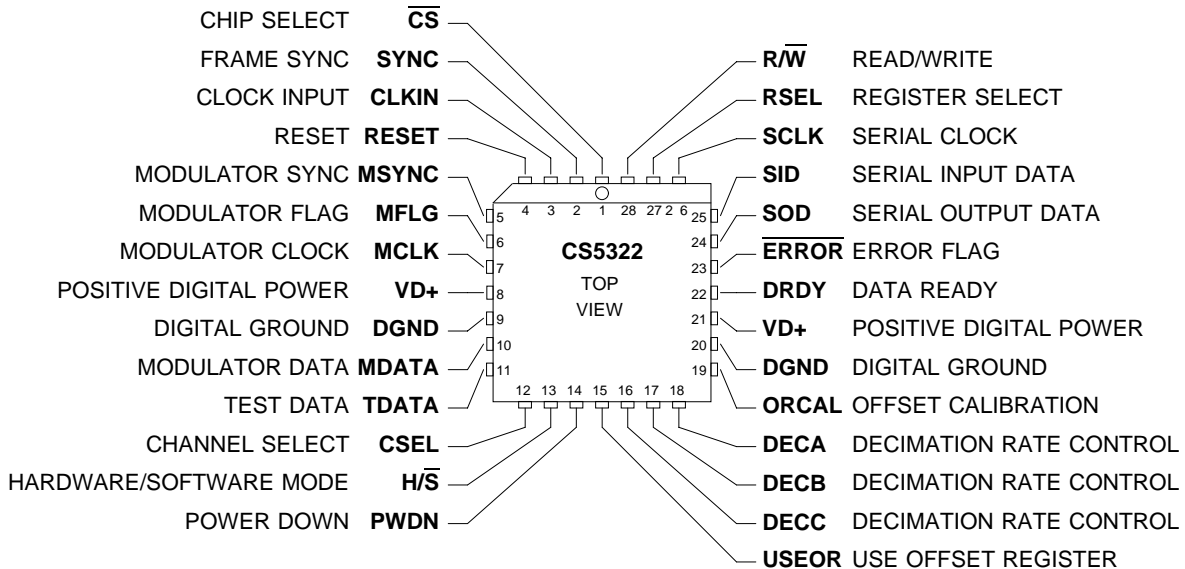 CHIP SELECT C̅S̅
FRAME SYNC SYNC
CLOCK INPUT CLKIN
RESET RESET
MODULATOR SYNC MSYNC
MODULATOR FLAG MFLG
MODULATOR CLOCK MCLK
POSITIVE DIGITAL POWER VD+
DIGITAL GROUND DGND
MODULATOR DATA MDATA
TEST DATA TDATA
CHANNEL SELECT CSEL
HARDWARE/SOFTWARE MODE H/S̅
POWER DOWN PWDN
4 3 2 1 28 27 2 6
5
6
7
8
9
10
11
CS5322
TOP
VIEW
25
24
23
22
21
20
19
12 13 14 15 16 17 18
R/W̅ READ/WRITE
RSEL REGISTER SELECT
SCLK SERIAL CLOCK
SID SERIAL INPUT DATA
SOD SERIAL OUTPUT DATA
E̅R̅R̅O̅R̅ ERROR FLAG
DRDY DATA READY
VD+ POSITIVE DIGITAL POWER
DGND DIGITAL GROUND
ORCAL OFFSET CALIBRATION
DECA DECIMATION RATE CONTROL
DECB DECIMATION RATE CONTROL
DECC DECIMATION RATE CONTROL
USEOR USE OFFSET REGISTER